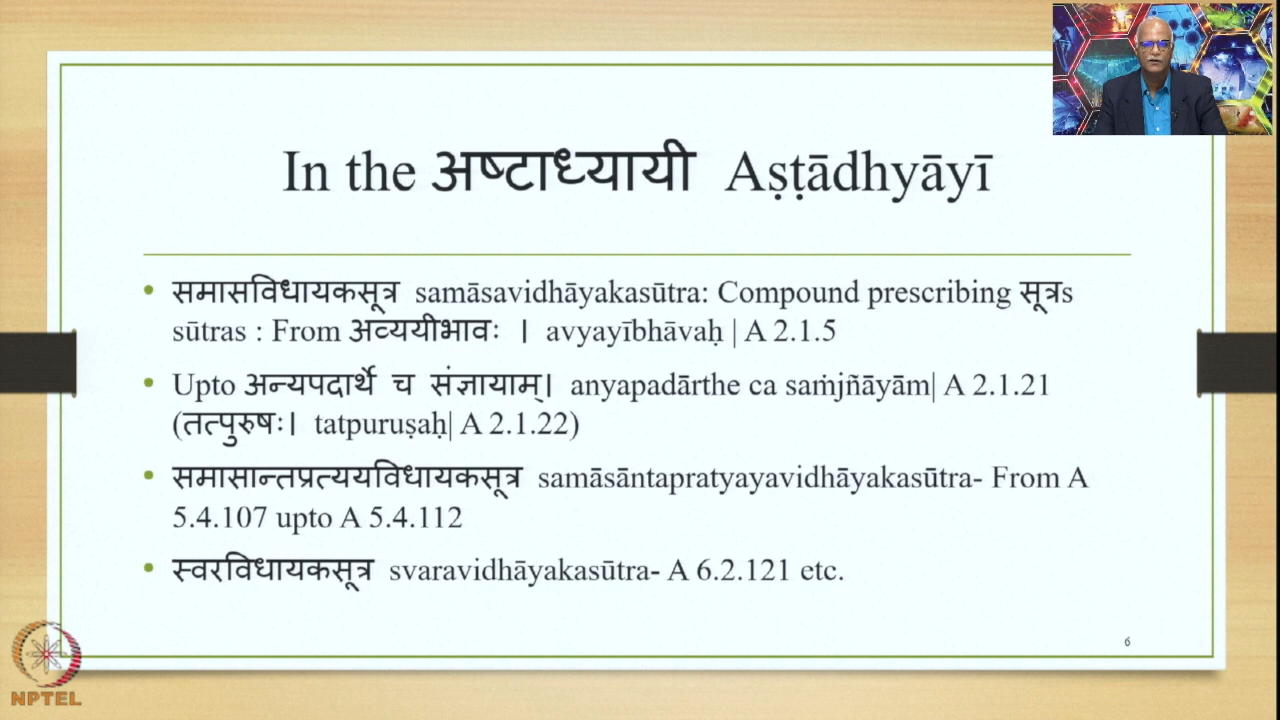 In the अष्टाध्यायी Aṣṭādhyāyī
• समासविधायकसूत्र samāsavidhāyakasūtra: Compound prescribing सूत्रs
sūtras : From अव्ययीभावः । avyayībhāvaḥ | A 2.1.5
• Upto अन्यपदार्थे च संज्ञायाम्। anyapadārthe ca saṁjñāyām| A 2.1.21
(तत्पुरुषः। tatpuruṣaḥ| A 2.1.22)
• समासान्तप्रत्ययविधायकसूत्र samāsāntapratyayavidhāyakasūtra- From A
5.4.107 upto A 5.4.112
• स्वरविधायकसूत्र svaravidhāyakasūtra- A 6.2.121 etc.
6
NPTEL